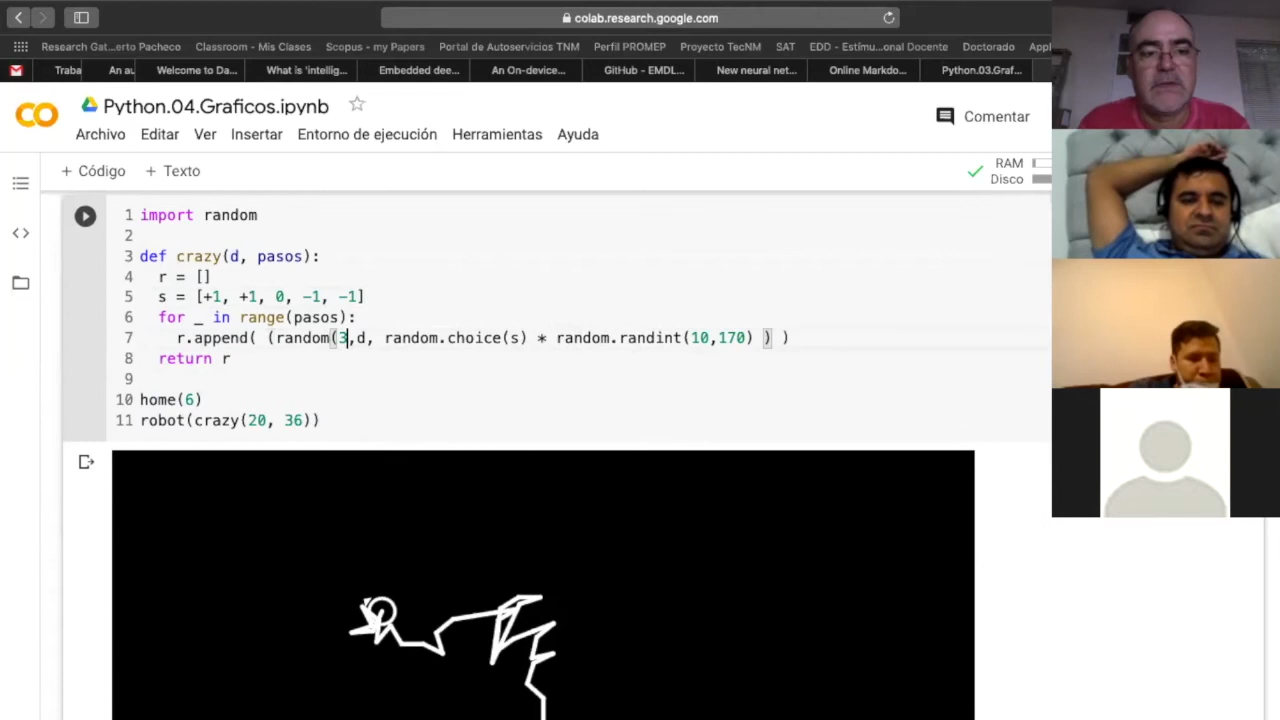 colab.research.google.com
Research Gat...erto Pacheco Classroom - Mis Clases Scopus - my Papers Portal de Autoservicios TNM Perfil PROMEP Proyecto TecNM SAT EDD - Estímu...onal Docente Doctorado Appl
Traba An au Welcome to Da... What is 'intellig... Embedded dee... An On-device... GitHub - EMDL... New neural net... Online Markdo... Python.03.Graf...
Python.04.Graficos.ipynb
Comentar
Archivo Editar Ver Insertar Entorno de ejecución Herramientas Ayuda
+ Código + Texto
RAM
Disco
1 import random
2
3 def crazy(d, pasos):
4 r = []
5 s = [+1, +1, 0, -1, -1]
6 for _ in range(pasos):
7 r.append( (random(3,d, random.choice(s) * random.randint(10,170) ) )
8 return r
9
10 home(6)
11 robot(crazy(20, 36))